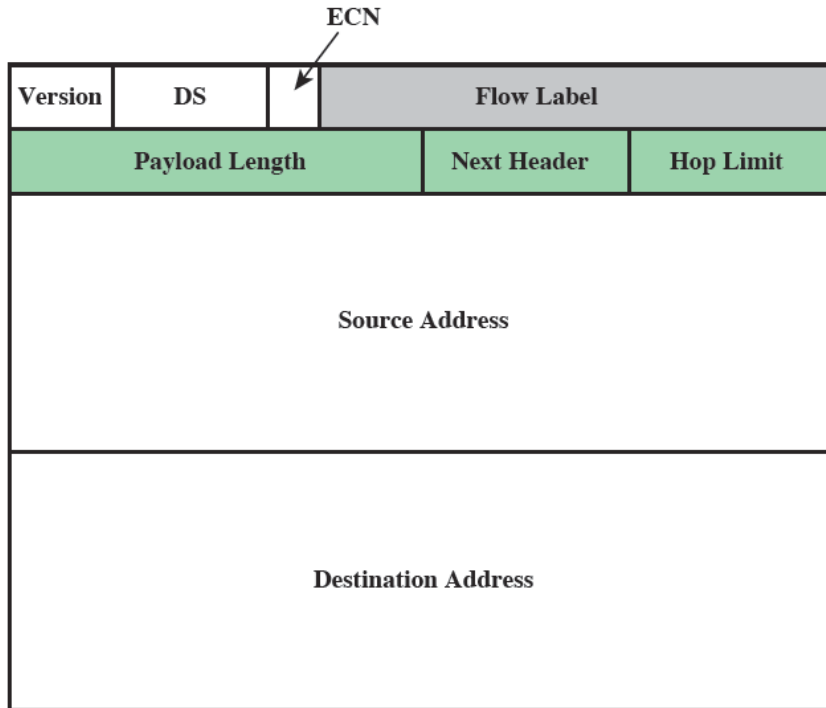 ECN
Version DS Flow Label
Payload Length Next Header Hop Limit
Source Address
Destination Address